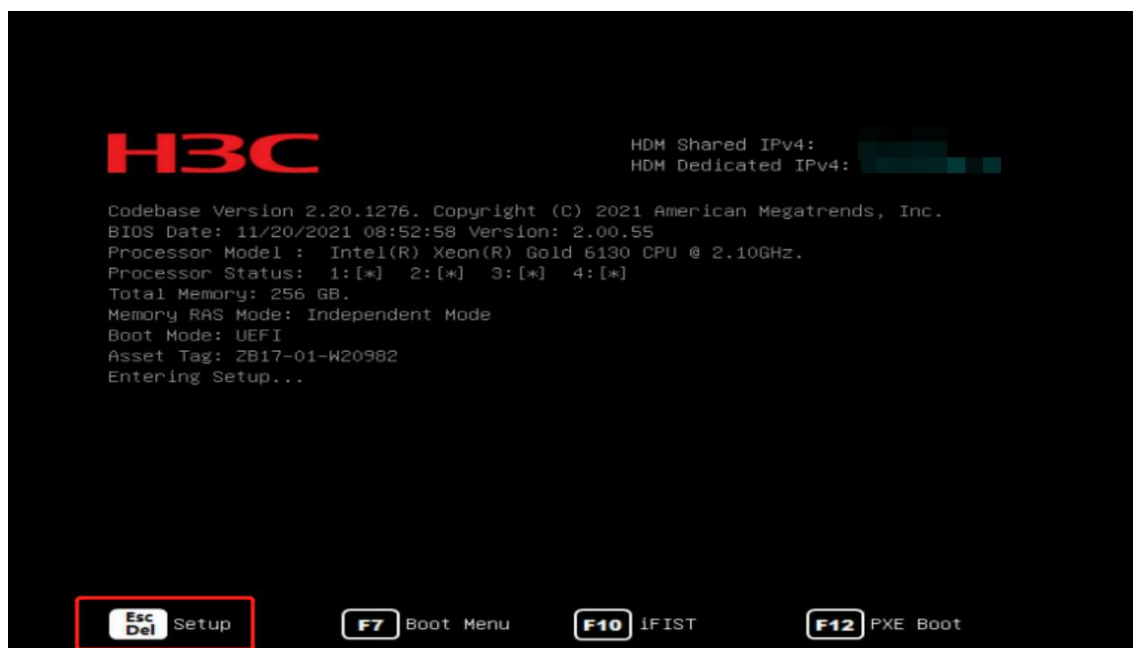 H3C
HDM Shared IPv4:
HDM Dedicated IPv4:
Codebase Version 2.20.1276. Copyright (C) 2021 American Megatrends, Inc.
BIOS Date: 11/20/2021 08:52:58 Version: 2.00.55
Processor Model :  Intel(R) Xeon(R) Gold 6130 CPU @ 2.10GHz.
Processor Status:  1:[*]  2:[*]  3:[*]  4:[*]
Total Memory: 256 GB.
Memory RAS Mode: Independent Mode
Boot Mode: UEFI
Asset Tag: ZB17-01-W20982
Entering Setup...
Esc Del Setup
F7 Boot Menu
F10 iFIST
F12 PXE Boot